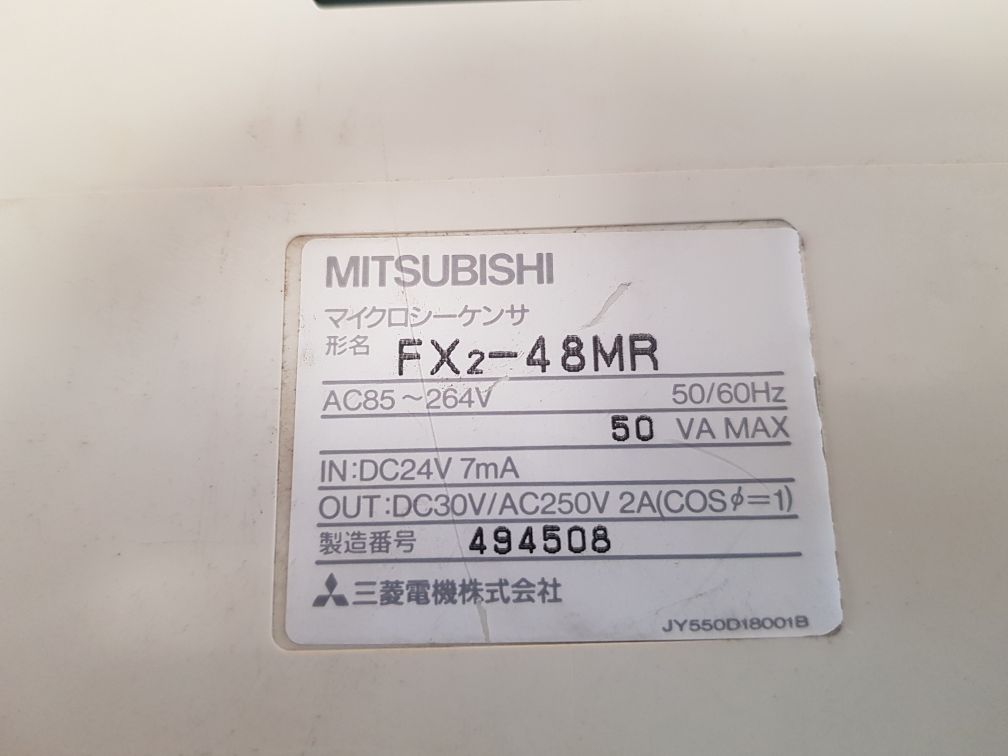 MITSUBISHI
マイクロシーケンサ
形名 FX2-48MR
AC85～264V 50/60Hz
50 VA MAX
IN:DC24V 7mA
OUT:DC30V/AC250V 2A(COSφ=1)
製造番号 494508
三菱電機株式会社
JY550D18001B